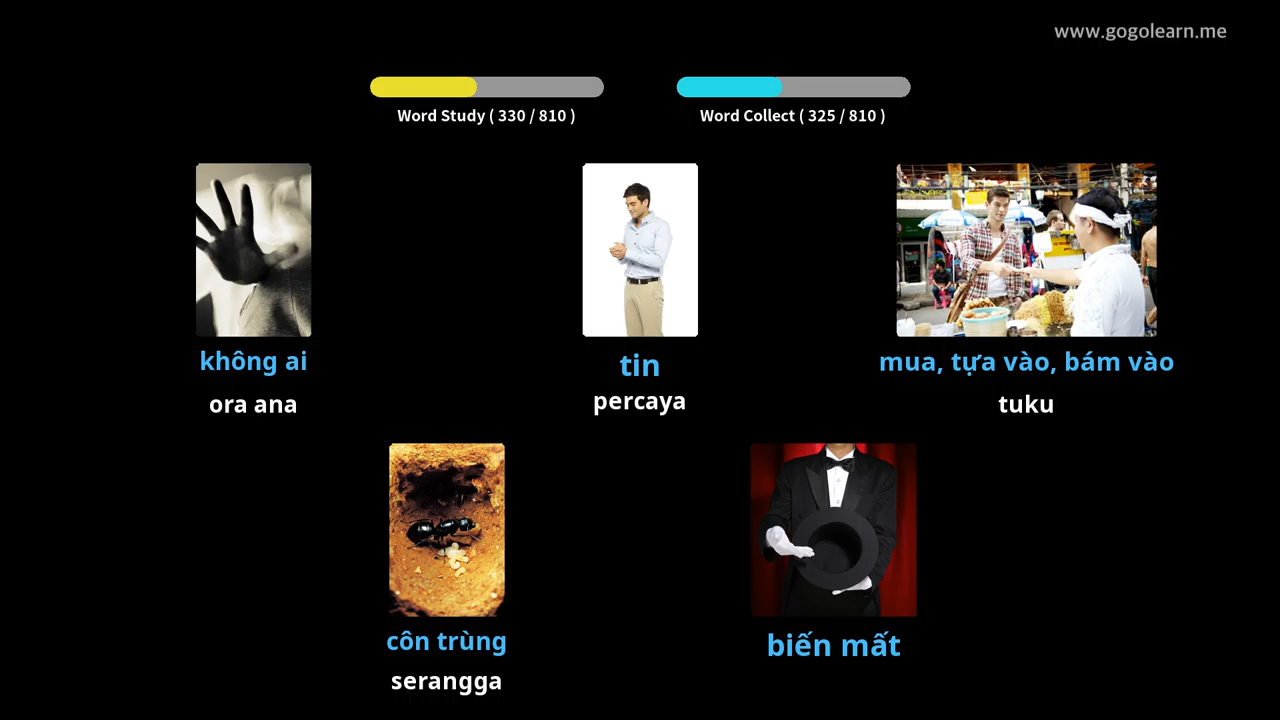 www.gogolearn.me
Word Study ( 330 / 810 )
Word Collect ( 325 / 810 )
không ai
ora ana
tin
percaya
mua, tựa vào, bám vào
tuku
côn trùng
serangga
biến mất